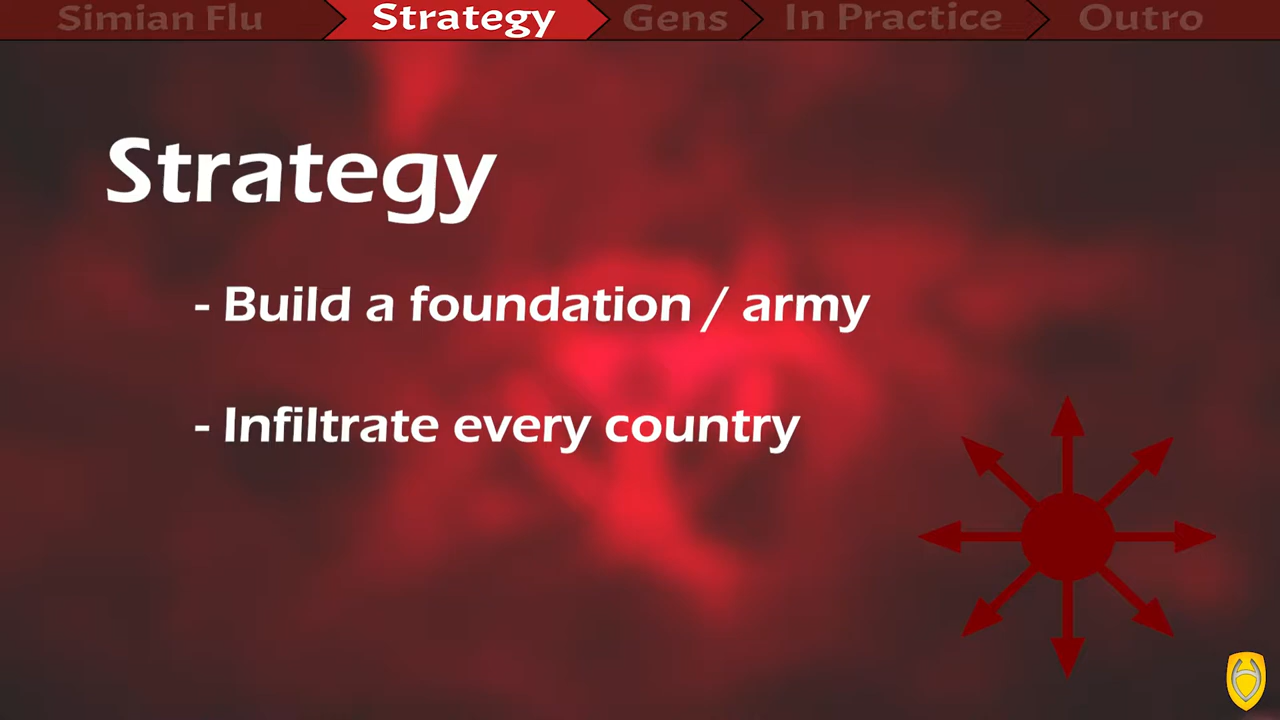 Simian Flu
Strategy
Gens
In Practice
Outro
Strategy
- Build a foundation / army
- Infiltrate every country